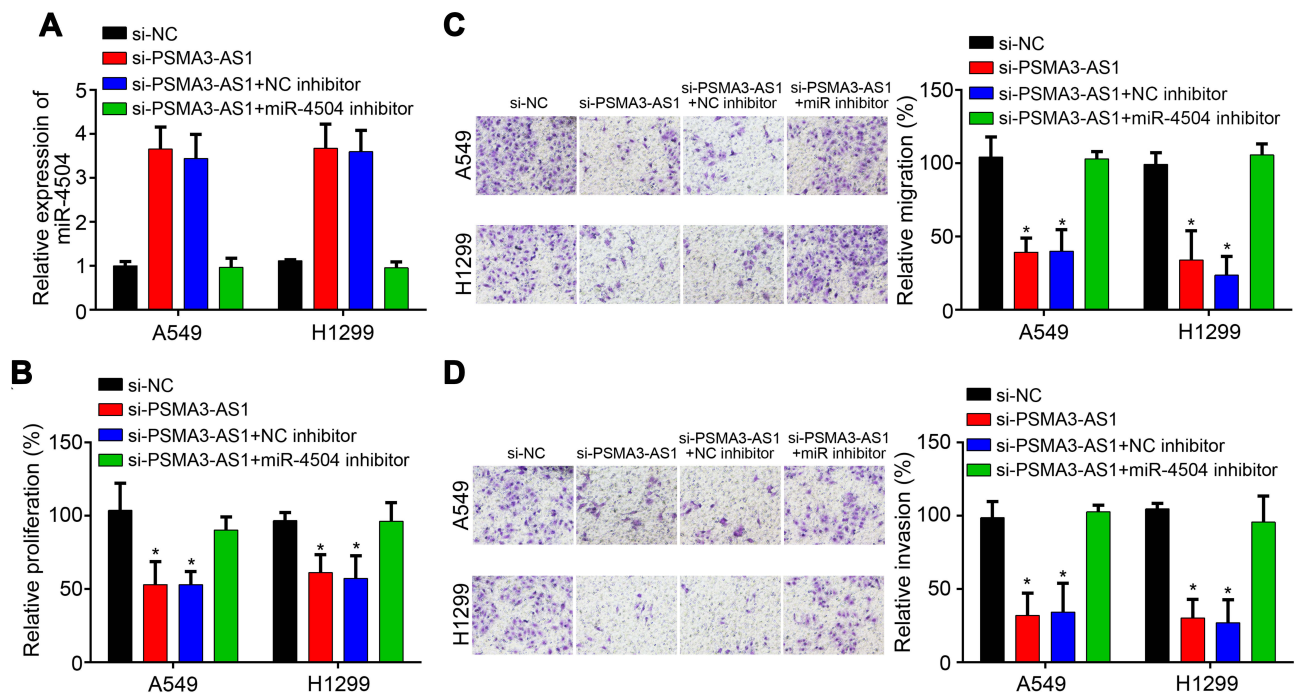 A
si-NC
si-PSMA3-AS1
si-PSMA3-AS1+NC inhibitor
si-PSMA3-AS1+miR-4504 inhibitor
Relative expressioin of
miR-4504
5
4
3
2
1
0
A549
H1299
B
si-NC
si-PSMA3-AS1
si-PSMA3-AS1+NC inhibitor
si-PSMA3-AS1+miR-4504 inhibitor
Relative proliferation (%)
150
100
50
0
* * * *
A549
H1299
C
si-NC
si-PSMA3-AS1
si-PSMA3-AS1
+NC inhibitor
si-PSMA3-AS1
+miR inhibitor
A549
H1299
si-NC
si-PSMA3-AS1
si-PSMA3-AS1+NC inhibitor
si-PSMA3-AS1+miR-4504 inhibitor
Relative migration (%)
150
100
50
0
* * * *
A549
H1299
D
si-NC
si-PSMA3-AS1
si-PSMA3-AS1
+NC inhibitor
si-PSMA3-AS1
+miR inhibitor
A549
H1299
si-NC
si-PSMA3-AS1
si-PSMA3-AS1+NC inhibitor
si-PSMA3-AS1+miR-4504 inhibitor
Relative invasion (%)
150
100
50
0
* * * *
A549
H1299